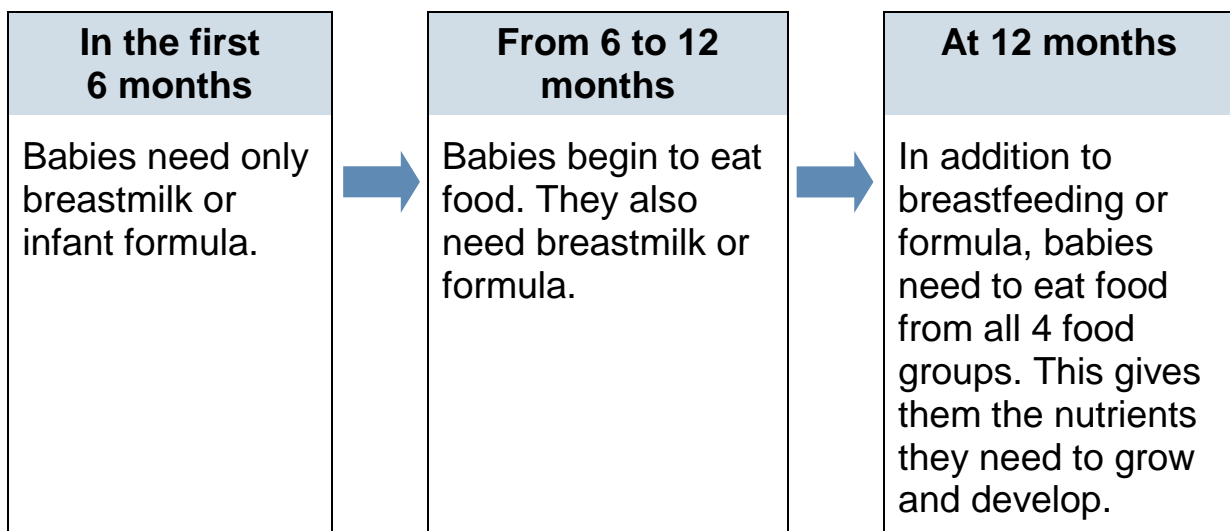 In the first
6 months
Babies need only
breastmilk or
infant formula.
From 6 to 12
months
Babies begin to eat
food. They also
need breastmilk or
formula.
At 12 months
In addition to
breastfeeding or
formula, babies
need to eat food
from all 4 food
groups. This gives
them the nutrients
they need to grow
and develop.